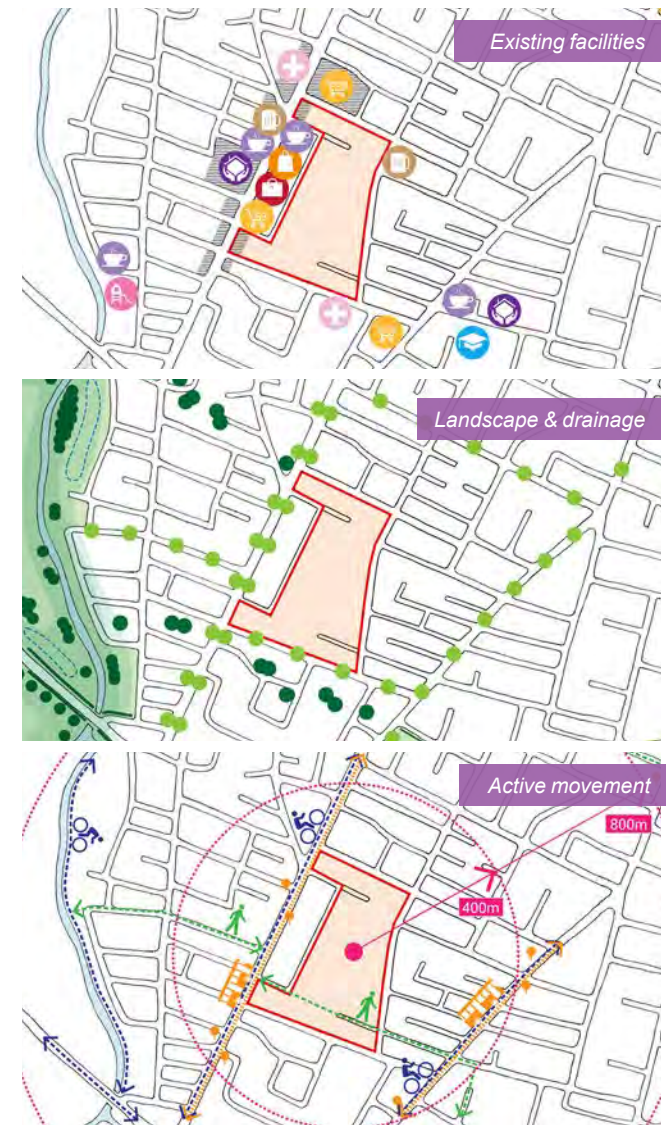 Existing facilities
Landscape & drainage
Active movement
800m
400m